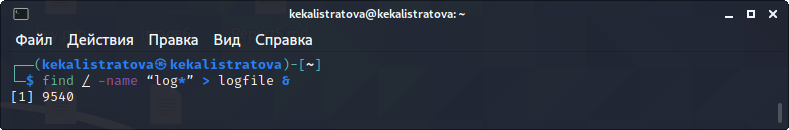 kekalistratova@kekalistratova: ~
Файл Действия Правка Вид Справка
┌──(kekalistratova㉿kekalistratova)-[~]
└─$ find / -name “log*” > logfile &
[1] 9540